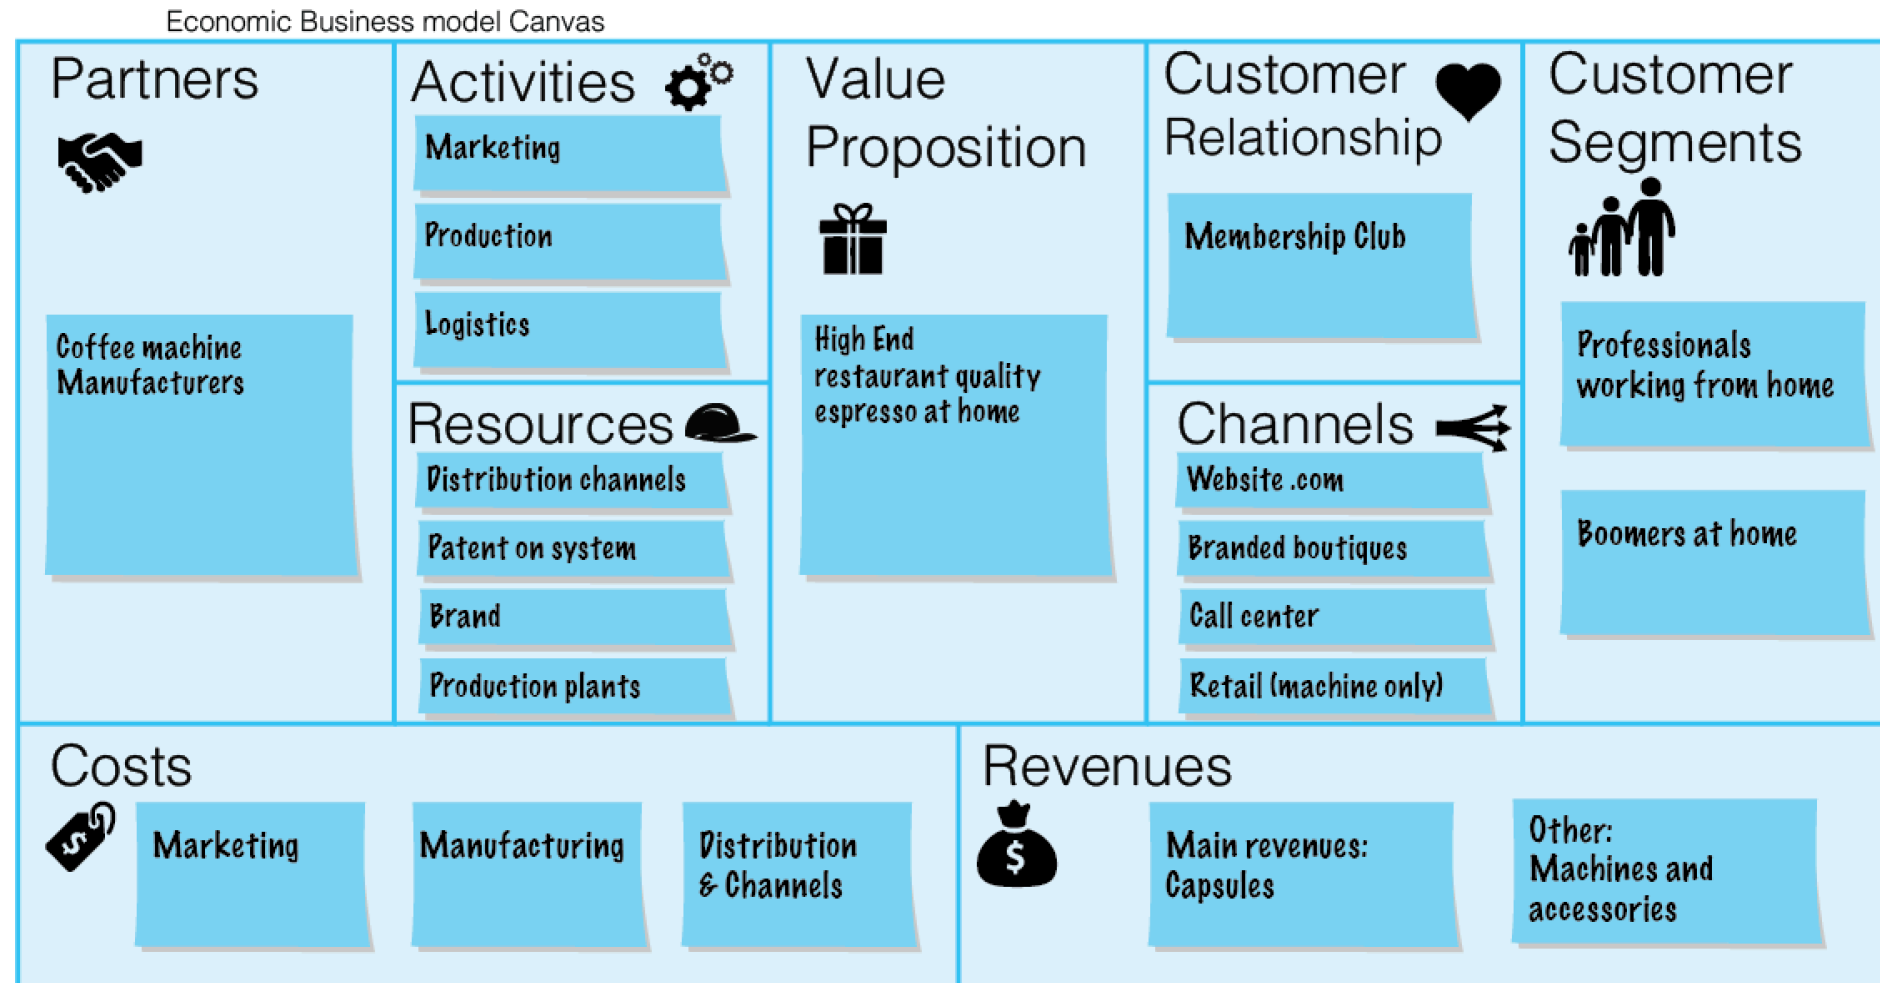 Economic Business model Canvas
Partners
Coffee machine
Manufacturers
Activities
Marketing
Production
Logistics
Resources
Distribution channels
Patent on system
Brand
Production plants
Value
Proposition
High End
restaurant quality
espresso at home
Customer
Relationship
Membership Club
Channels
Website .com
Branded boutiques
Call center
Retail (machine only)
Customer
Segments
Professionals
working from home
Boomers at home
Costs
$
Marketing
Manufacturing
Distribution
& Channels
Revenues
$
Main revenues:
Capsules
Other:
Machines and
accessories